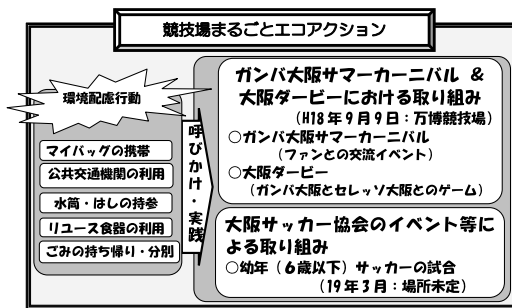 競技場まるごとエコアクション
環境配慮行動
マイバッグの携帯
公共交通機関の利用
水筒・はしの持参
リユース食器の利用
ごみの持ち帰り・分別
呼びかけ・実践
ガンバ大阪サマーカーニバル &
大阪ダービーにおける取り組み
(H18年9月9日:万博競技場)
○ガンバ大阪サマーカーニバル
(ファンとの交流イベント)
○大阪ダービー
(ガンバ大阪とセレッソ大阪とのゲーム)
大阪サッカー協会のイベント等に
よる取り組み
○幼年(6歳以下)サッカーの試合
(19年3月:場所未定)